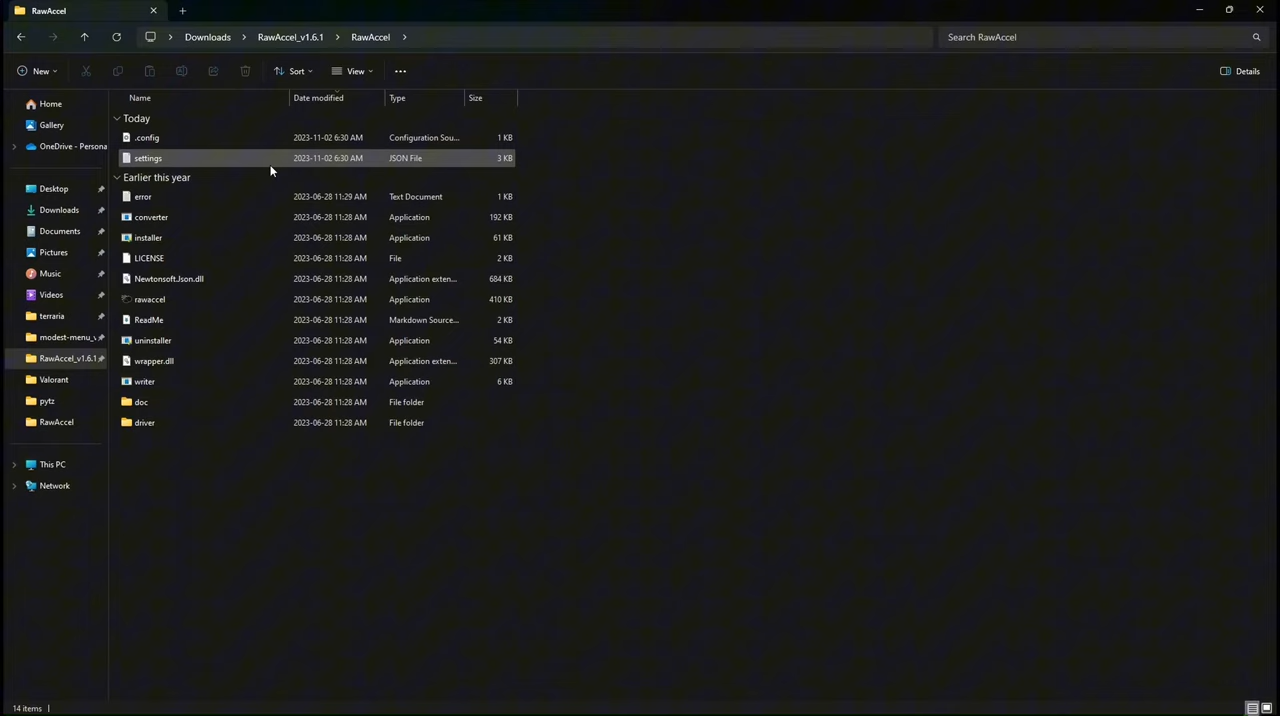 RawAccel
Downloads > RawAccel_v1.6.1 > RawAccel >
Search RawAccel
New
Sort
View
Details
Name Date modified Type Size
Today
.config 2023-11-02 6:30 AM Configuration Sou... 1 KB
settings 2023-11-02 6:30 AM JSON File 3 KB
Earlier this year
error 2023-06-28 11:29 AM Text Document 1 KB
converter 2023-06-28 11:28 AM Application 192 KB
installer 2023-06-28 11:28 AM Application 61 KB
LICENSE 2023-06-28 11:28 AM File 2 KB
Newtonsoft.Json.dll 2023-06-28 11:28 AM Application exten... 684 KB
rawaccel 2023-06-28 11:28 AM Application 410 KB
ReadMe 2023-06-28 11:28 AM Markdown Source... 2 KB
uninstaller 2023-06-28 11:28 AM Application 54 KB
wrapper.dll 2023-06-28 11:28 AM Application exten... 307 KB
writer 2023-06-28 11:28 AM Application 6 KB
doc 2023-06-28 11:28 AM File folder
driver 2023-06-28 11:28 AM File folder
Home
Gallery
OneDrive - Persona
Desktop
Downloads
Documents
Pictures
Music
Videos
terraria
modest-menu_v
RawAccel_v1.6.1
Valorant
pytz
RawAccel
This PC
Network
14 items